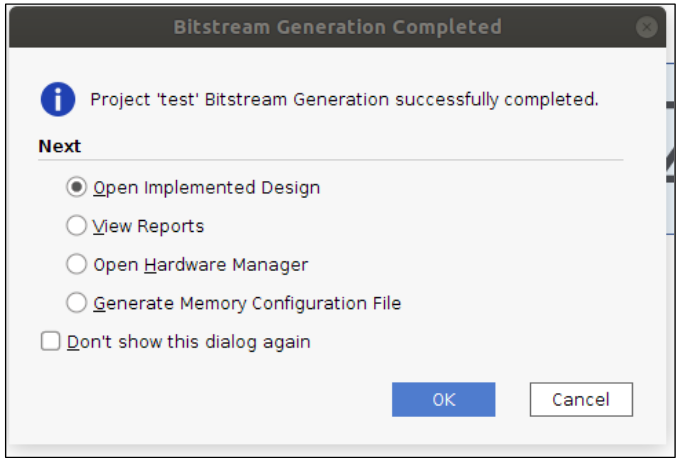 Bitstream Generation Completed
Project 'test' Bitstream Generation successfully completed.
Next
Open Implemented Design
View Reports
Open Hardware Manager
Generate Memory Configuration File
Don't show this dialog again
OK Cancel